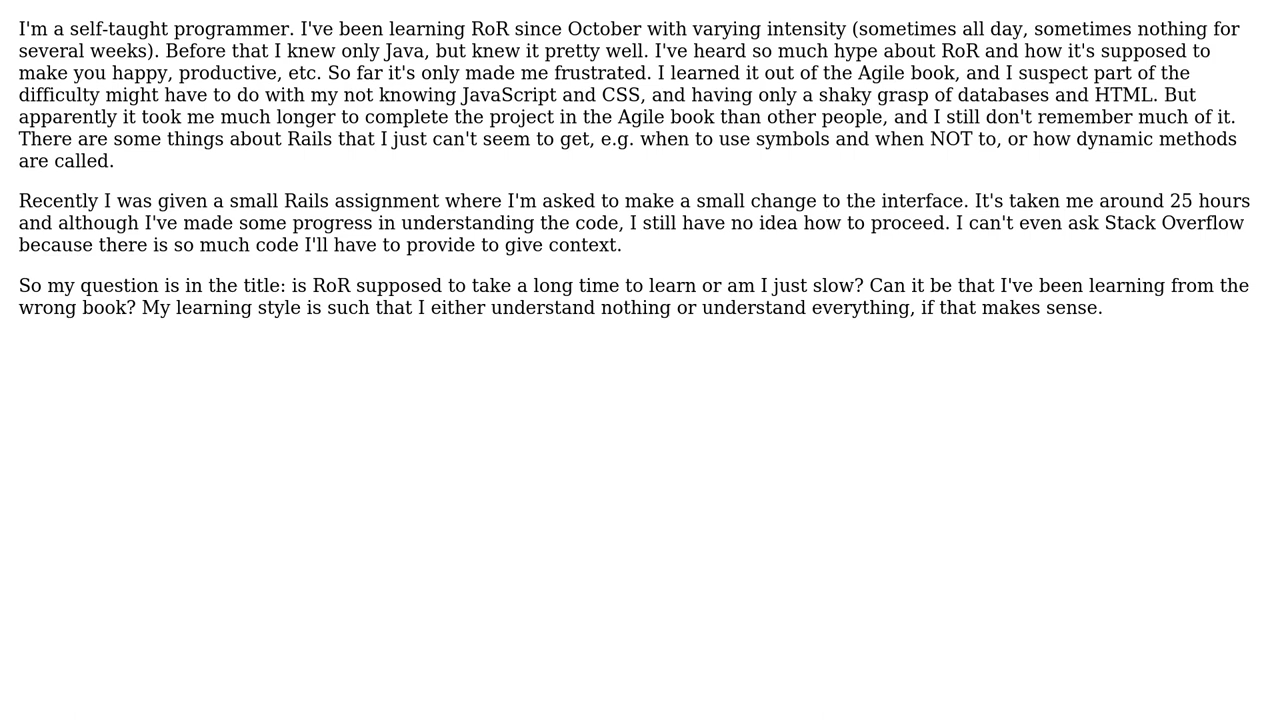 I'm a self-taught programmer. I've been learning RoR since October with varying intensity (sometimes all day, sometimes nothing for
several weeks). Before that I knew only Java, but knew it pretty well. I've heard so much hype about RoR and how it's supposed to
make you happy, productive, etc. So far it's only made me frustrated. I learned it out of the Agile book, and I suspect part of the
difficulty might have to do with my not knowing JavaScript and CSS, and having only a shaky grasp of databases and HTML. But
apparently it took me much longer to complete the project in the Agile book than other people, and I still don't remember much of it.
There are some things about Rails that I just can't seem to get, e.g. when to use symbols and when NOT to, or how dynamic methods
are called.
Recently I was given a small Rails assignment where I'm asked to make a small change to the interface. It's taken me around 25 hours
and although I've made some progress in understanding the code, I still have no idea how to proceed. I can't even ask Stack Overflow
because there is so much code I'll have to provide to give context.
So my question is in the title: is RoR supposed to take a long time to learn or am I just slow? Can it be that I've been learning from the
wrong book? My learning style is such that I either understand nothing or understand everything, if that makes sense.